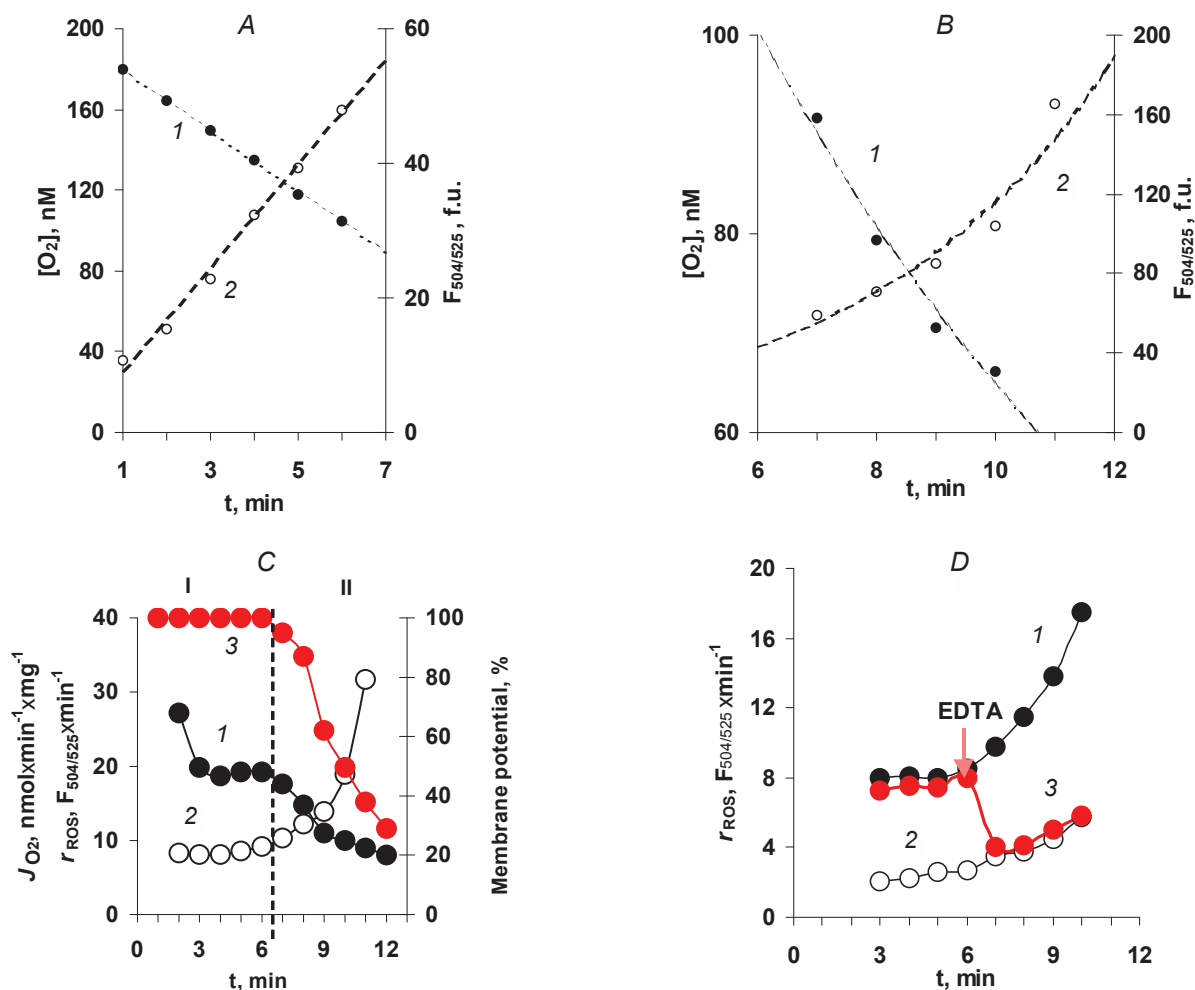 A
200
160
120
80
40
0
[O2], nM
60
40
20
0
F504/525, f.u.
1
2
1 3 5 7
t, min
B
100
80
60
[O2], nM
200
160
120
80
40
0
F504/525, f.u.
1
2
6 8 10 12
t, min
C
I
II
40
30
20
10
0
JO2, nmolxmin-1xmg-1
rROS, F504/525xmin-1
100
80
60
40
20
0
Membrane potential, %
3
1
2
0 3 6 9 12
t, min
D
20
16
12
8
4
0
rROS, F504/525 xmin-1
1
EDTA
3
2
0 3 6 9 12
t, min